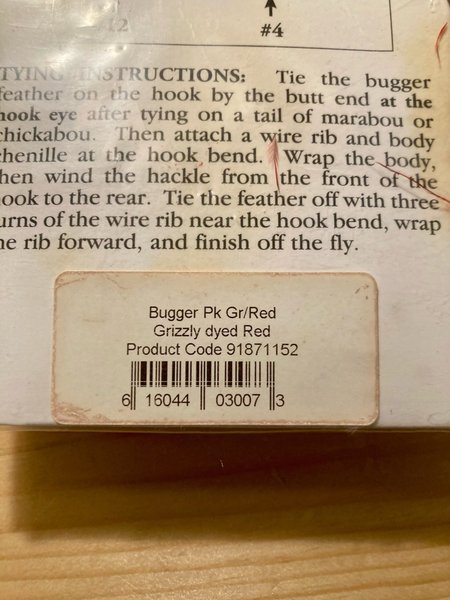 12
#4
TYING INSTRUCTIONS: Tie the bugger
feather on the hook by the butt end at the
hook eye after tying on a tail of marabou or
chickabou. Then attach a wire rib and body
chenille at the hook bend. Wrap the body,
then wind the hackle from the front of the
hook to the rear. Tie the feather off with three
turns of the wire rib near the hook bend, wrap
the rib forward, and finish off the fly.
Bugger Pk Gr/Red
Grizzly dyed Red
Product Code 91871152
6 16044 03007 3